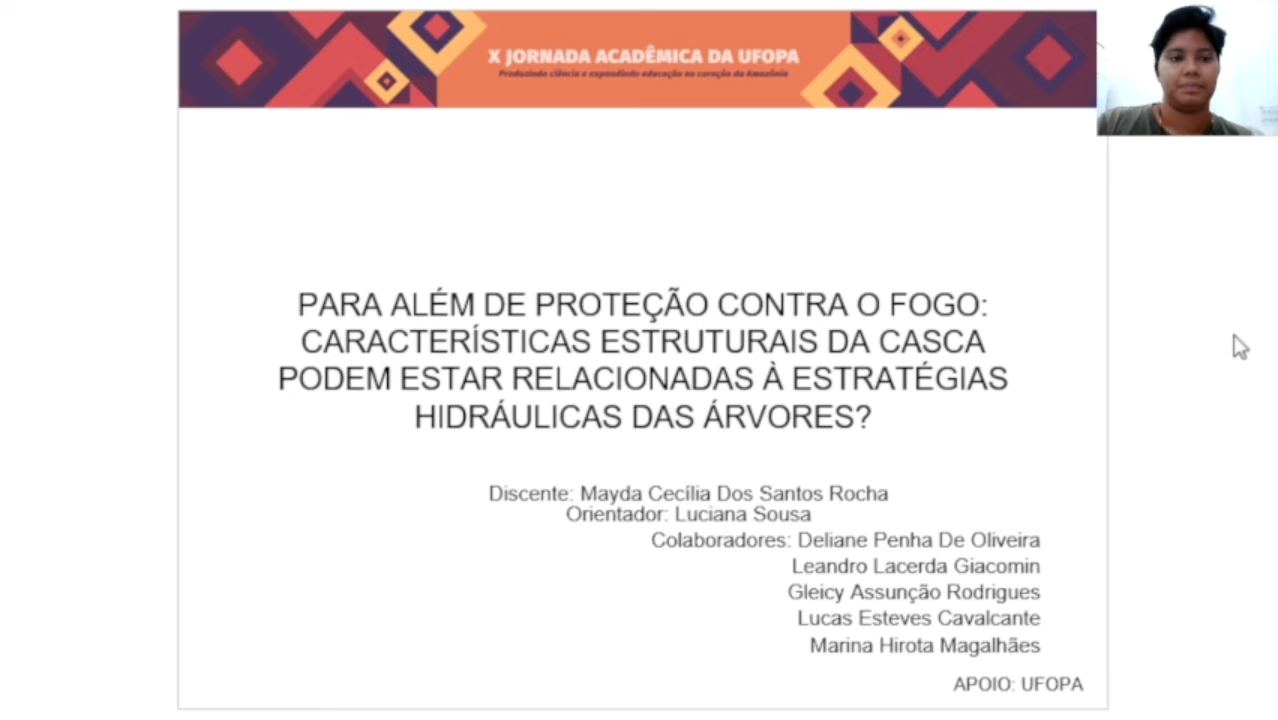 X JORNADA ACADÊMICA DA UFOPA
Produzindo ciência e expandindo educação no coração da Amazônia
PARA ALÉM DE PROTEÇÃO CONTRA O FOGO:
CARACTERÍSTICAS ESTRUTURAIS DA CASCA
PODEM ESTAR RELACIONADAS À ESTRATÉGIAS
HIDRÁULICAS DAS ÁRVORES?
Discente: Mayda Cecília Dos Santos Rocha
Orientador: Luciana Sousa
Colaboradores: Deliane Penha De Oliveira
Leandro Lacerda Giacomin
Gleicy Assunção Rodrigues
Lucas Esteves Cavalcante
Marina Hirota Magalhães
APOIO: UFOPA